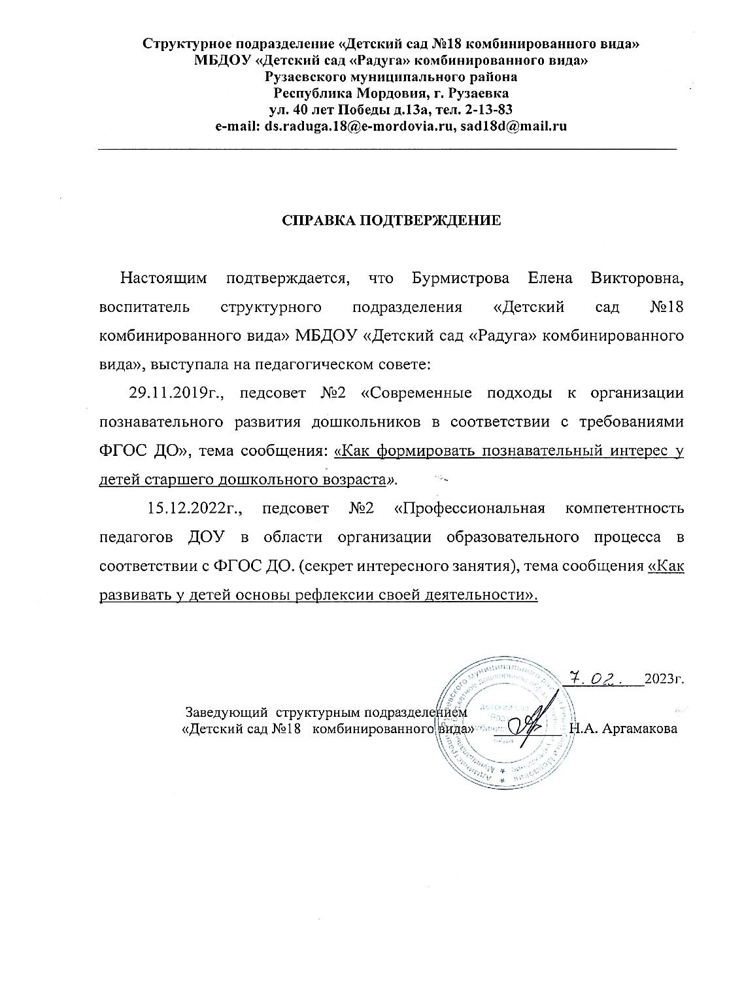 Структурное подразделение «Детский сад №18 комбинированного вида»
МБДОУ «Детский сад «Радуга» комбинированного вида»
Рузаевского муниципального района
Республика Мордовия, г. Рузаевка
ул. 40 лет Победы д.13а, тел. 2-13-83
e-mail: ds.raduga.18@e-mordovia.ru, sad18d@mail.ru
СПРАВКА ПОДТВЕРЖДЕНИЕ
Настоящим подтверждается, что Бурмистрова Елена Викторовна,
воспитатель структурного подразделения «Детский сад №18
комбинированного вида» МБДОУ «Детский сад «Радуга» комбинированного
вида», выступала на педагогическом совете:
29.11.2019г., педсовет №2 «Современные подходы к организации
познавательного развития дошкольников в соответствии с требованиями
ФГОС ДО», тема сообщения: «Как формировать познавательный интерес у
детей старшего дошкольного возраста».
15.12.2022г., педсовет №2 «Профессиональная компетентность
педагогов ДОУ в области организации образовательного процесса в
соответствии с ФГОС ДО. (секрет интересного занятия), тема сообщения «Как
развивать у детей основы рефлексии своей деятельности».
7.02. 2023г.
Заведующий структурным подразделением
«Детский сад №18 комбинированного вида» Н.А. Аргамакова
Рузаевского муниципального
Детский сад